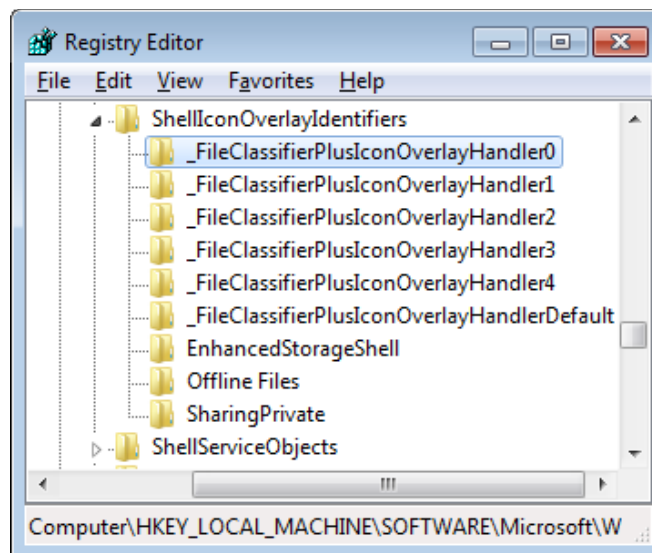 Registry Editor
File Edit View Favorites Help
ShellIconOverlayIdentifiers
_FileClassifierPlusIconOverlayHandler0
_FileClassifierPlusIconOverlayHandler1
_FileClassifierPlusIconOverlayHandler2
_FileClassifierPlusIconOverlayHandler3
_FileClassifierPlusIconOverlayHandler4
_FileClassifierPlusIconOverlayHandlerDefault
EnhancedStorageShell
Offline Files
SharingPrivate
ShellServiceObjects
Computer\HKEY_LOCAL_MACHINE\SOFTWARE\Microsoft\W